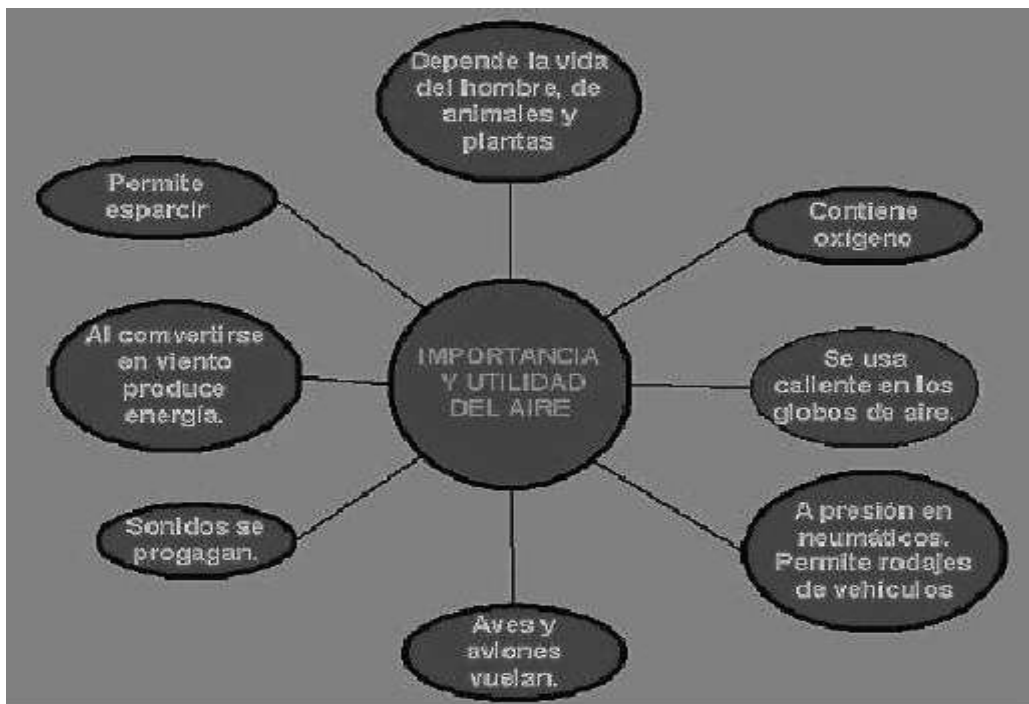 Depende la vida
del hombre, de
animales y
plantas
Permite
esparcir
Contiene
oxígeno
Al comvertirse
en viento
produce
energía.
IMPORTANCIA
Y UTILIDAD
DEL AIRE
Se usa
caliente en los
globos de aire.
Sonidos se
progagan.
A presión en
neumáticos.
Permite rodajes
de vehículos
Aves y
aviones
vuelan.